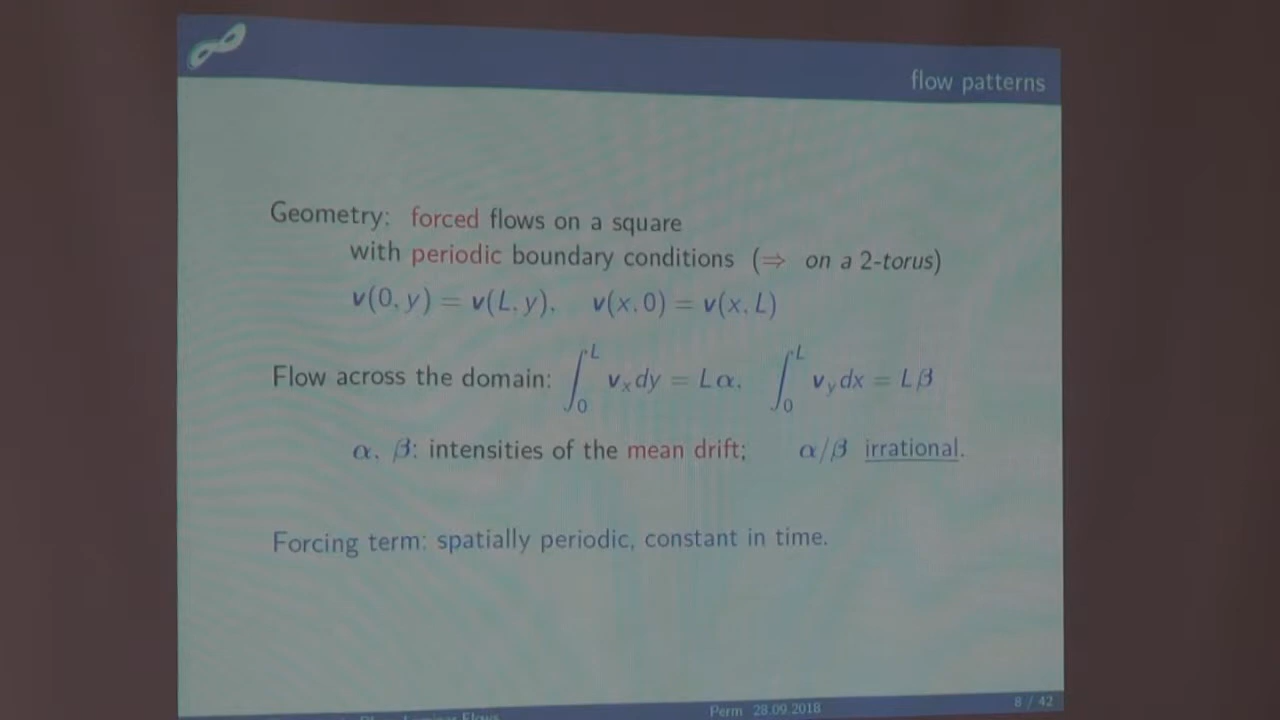 flow patterns
Geometry: forced flows on a square
with periodic boundary conditions (⇒ on a 2-torus)
v(0, y) = v(L, y),   v(x, 0) = v(x, L)
Flow across the domain: ∫₀ᴸ vₓdy = Lα,   ∫₀ᴸ v_y dx = Lβ
α, β: intensities of the mean drift;   α/β irrational.
Forcing term: spatially periodic, constant in time.
Flows   Perm 28.09.2018   8 / 42